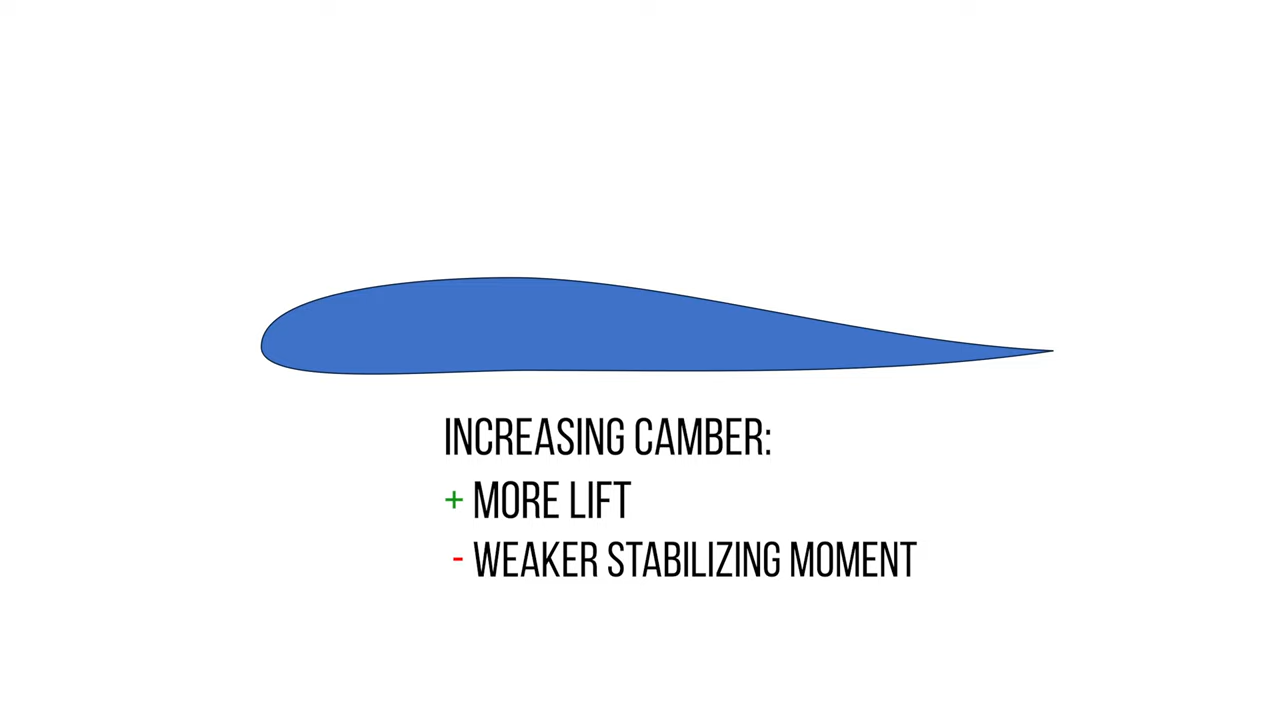 INCREASING CAMBER:
+ MORE LIFT
- WEAKER STABILIZING MOMENT